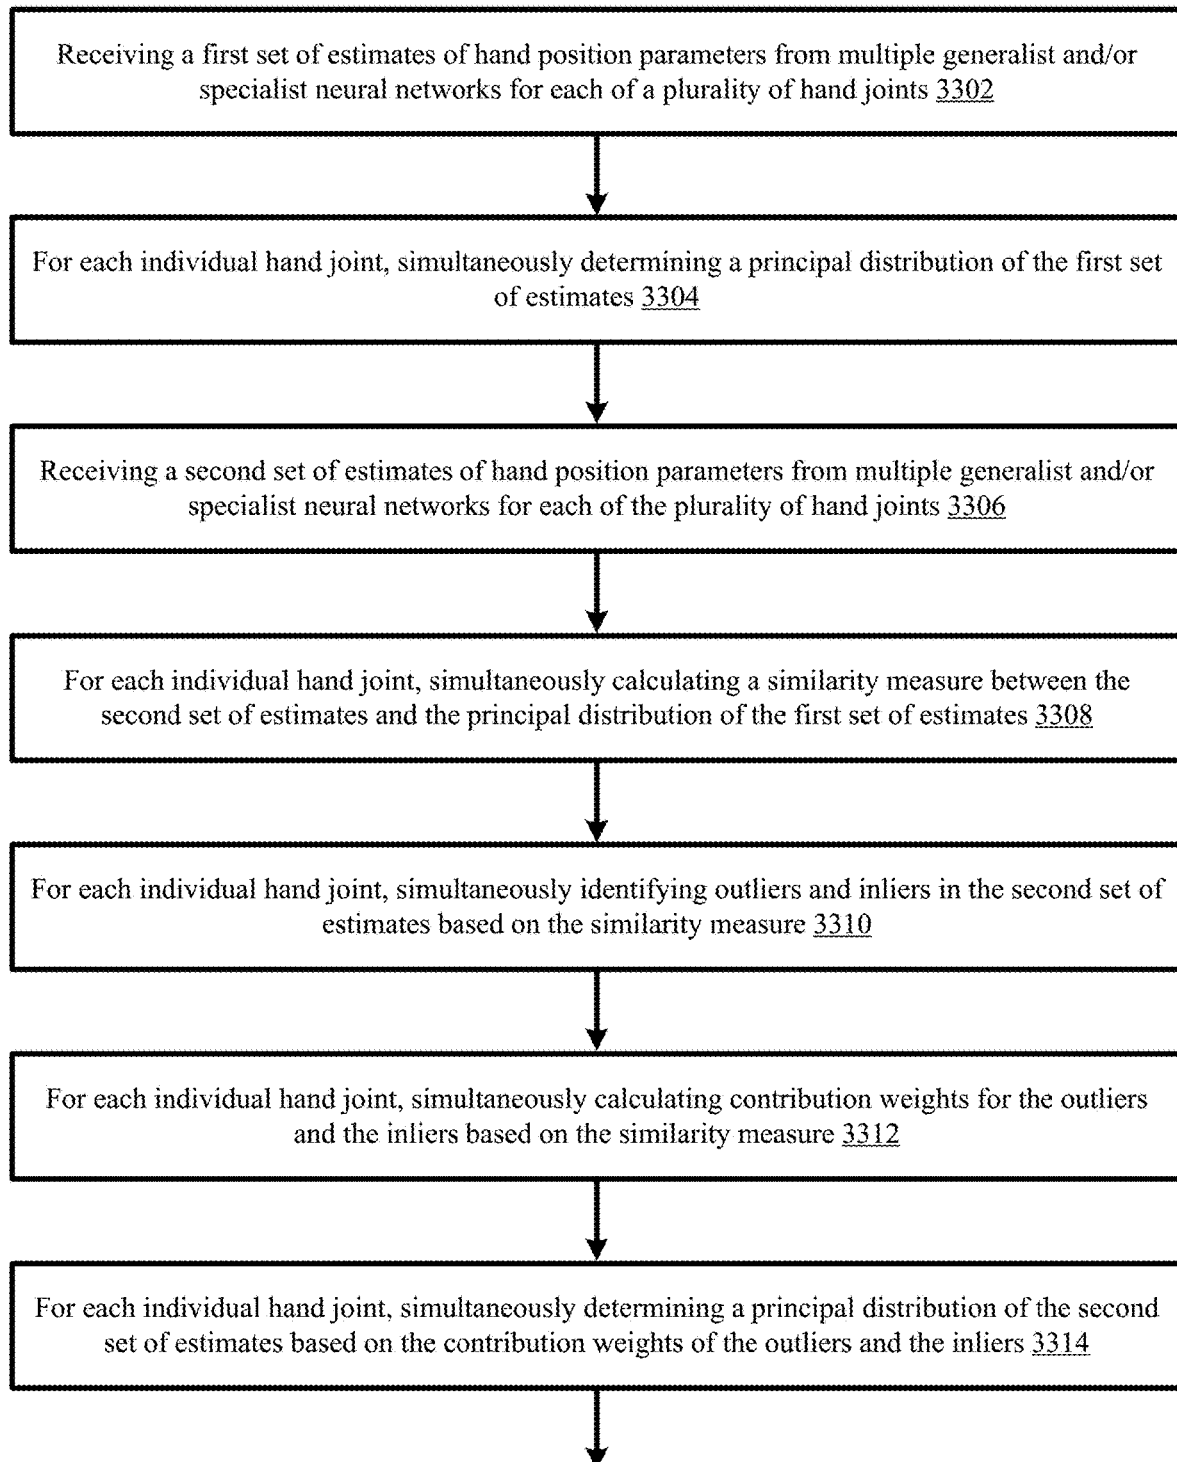 Receiving a first set of estimates of hand position parameters from multiple generalist and/or
specialist neural networks for each of a plurality of hand joints 3302
For each individual hand joint, simultaneously determining a principal distribution of the first set
of estimates 3304
Receiving a second set of estimates of hand position parameters from multiple generalist and/or
specialist neural networks for each of the plurality of hand joints 3306
For each individual hand joint, simultaneously calculating a similarity measure between the
second set of estimates and the principal distribution of the first set of estimates 3308
For each individual hand joint, simultaneously identifying outliers and inliers in the second set of
estimates based on the similarity measure 3310
For each individual hand joint, simultaneously calculating contribution weights for the outliers
and the inliers based on the similarity measure 3312
For each individual hand joint, simultaneously determining a principal distribution of the second
set of estimates based on the contribution weights of the outliers and the inliers 3314